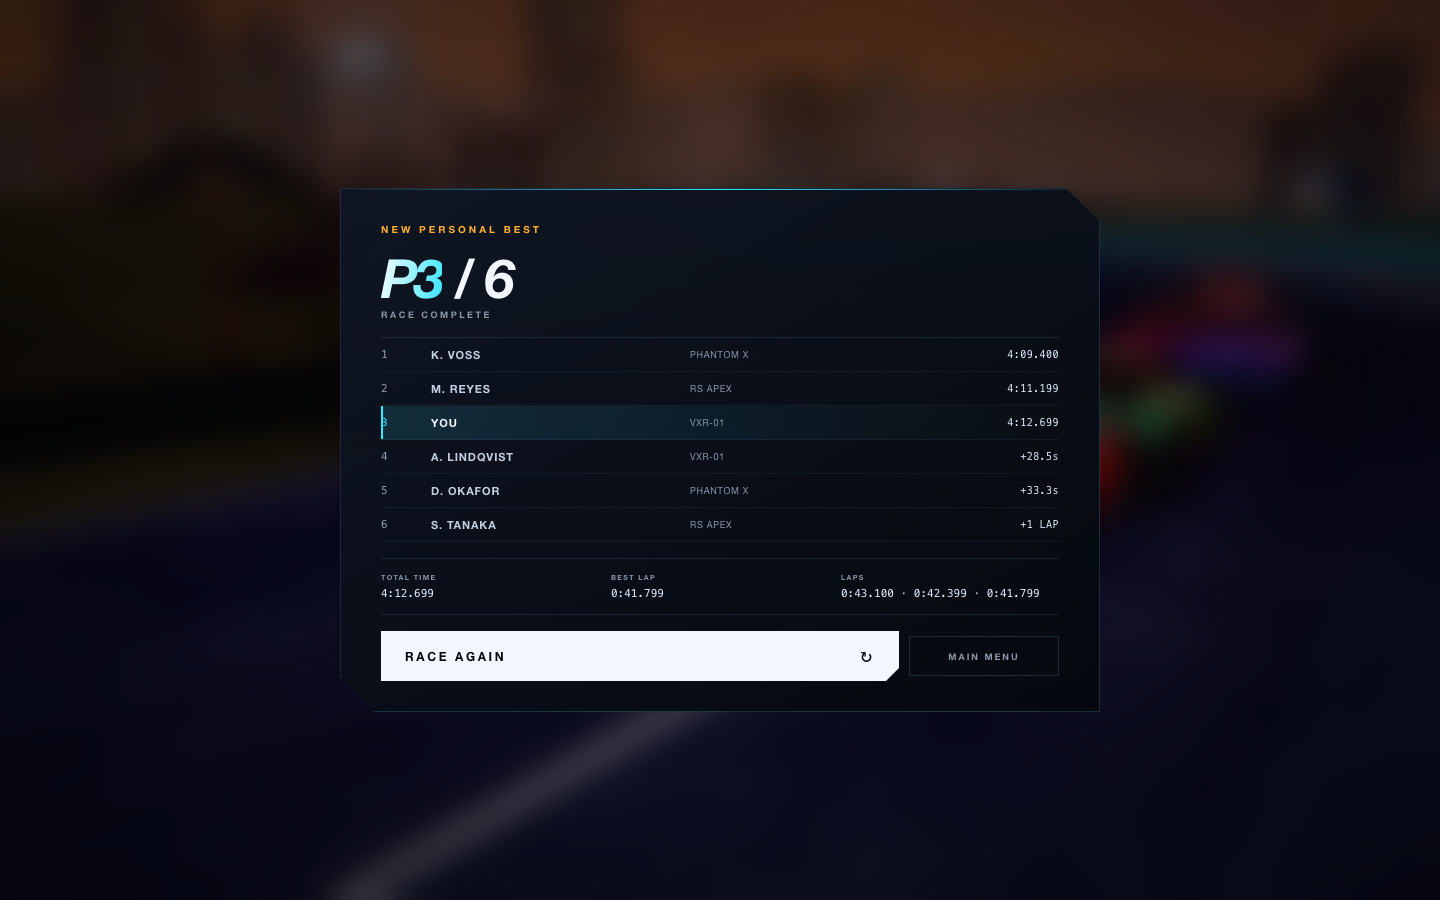 NEW PERSONAL BEST
P3 / 6
RACE COMPLETE
1 K. VOSS PHANTOM X 4:09.400
2 M. REYES RS APEX 4:11.199
3 YOU VXR-01 4:12.699
4 A. LINDQVIST VXR-01 +28.5s
5 D. OKAFOR PHANTOM X +33.3s
6 S. TANAKA RS APEX +1 LAP
TOTAL TIME BEST LAP LAPS
4:12.699 0:41.799 0:43.100 · 0:42.399 · 0:41.799
RACE AGAIN ↻ MAIN MENU